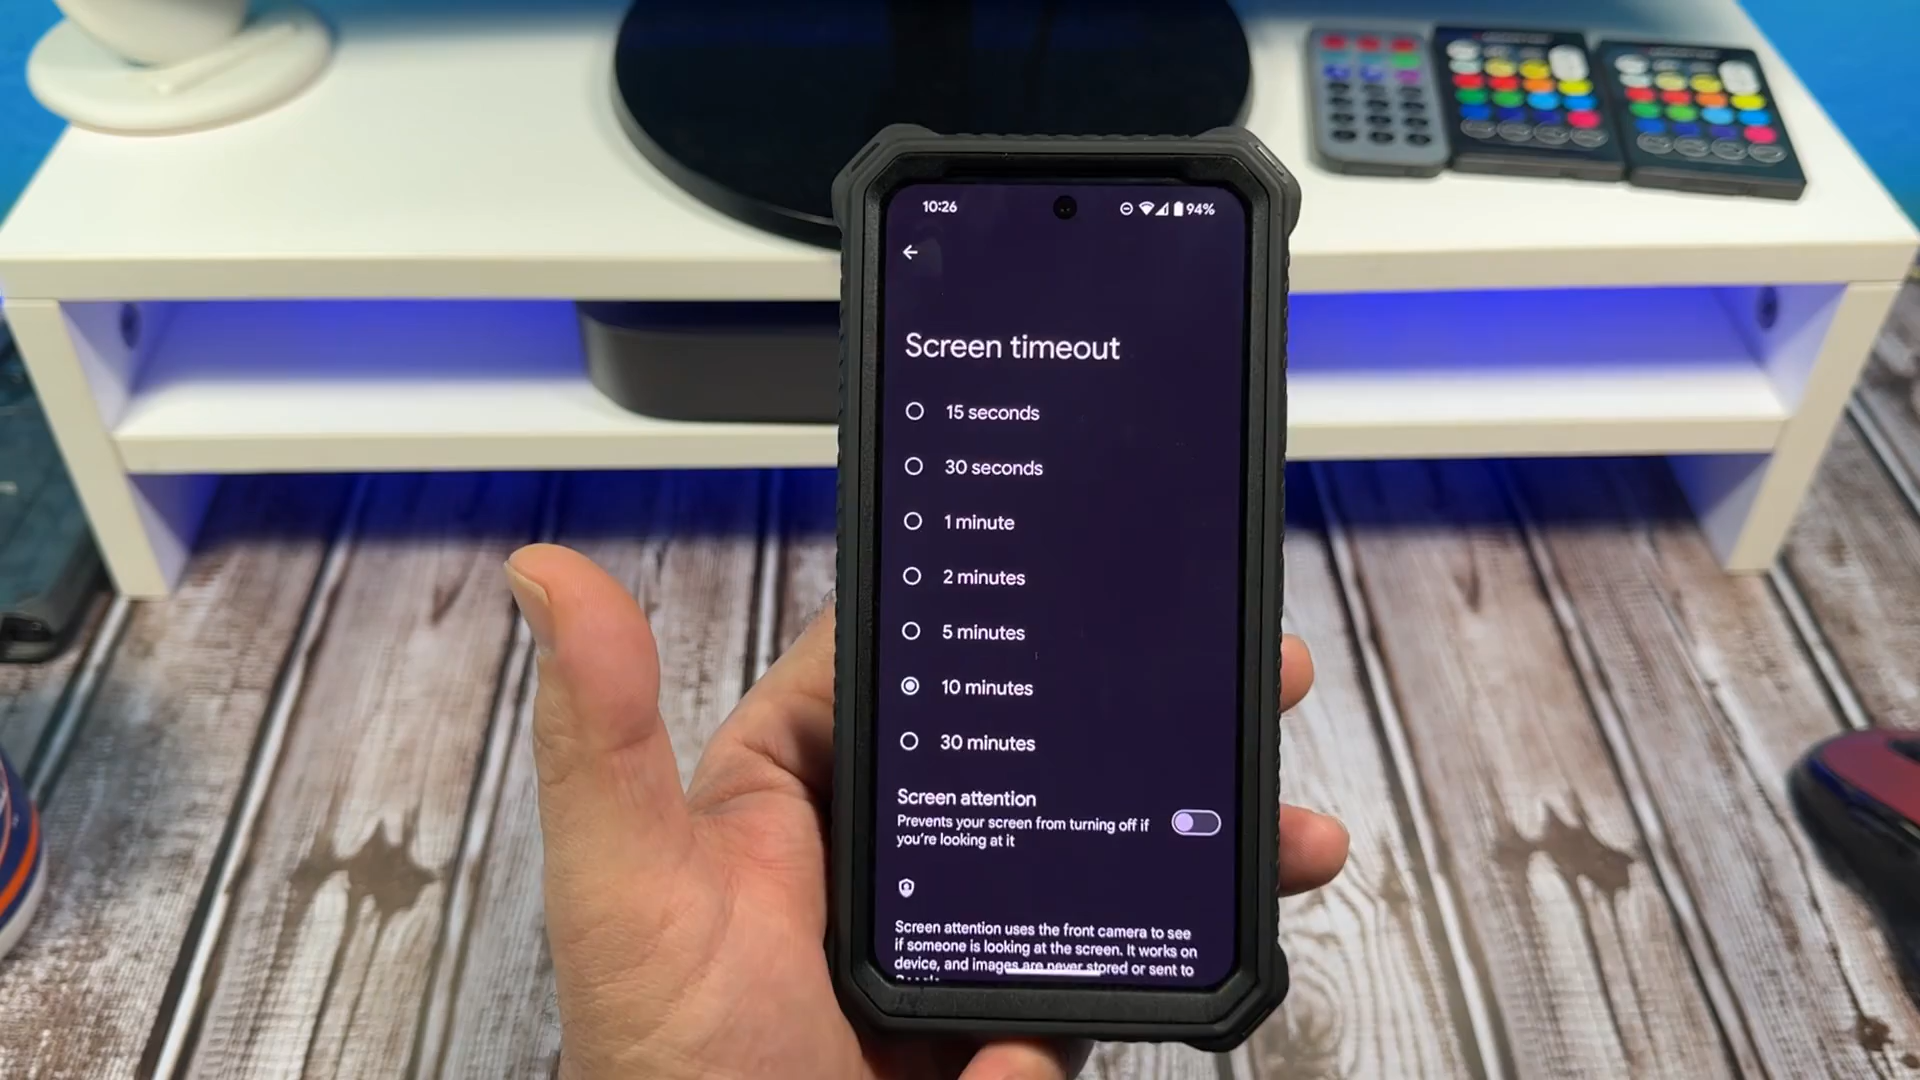 10:26
94%
Screen timeout
15 seconds
30 seconds
1 minute
2 minutes
5 minutes
10 minutes
30 minutes
Screen attention
Prevents your screen from turning off if
you're looking at it
Screen attention uses the front camera to see
if someone is looking at the screen. It works on
device, and images are never stored or sent to